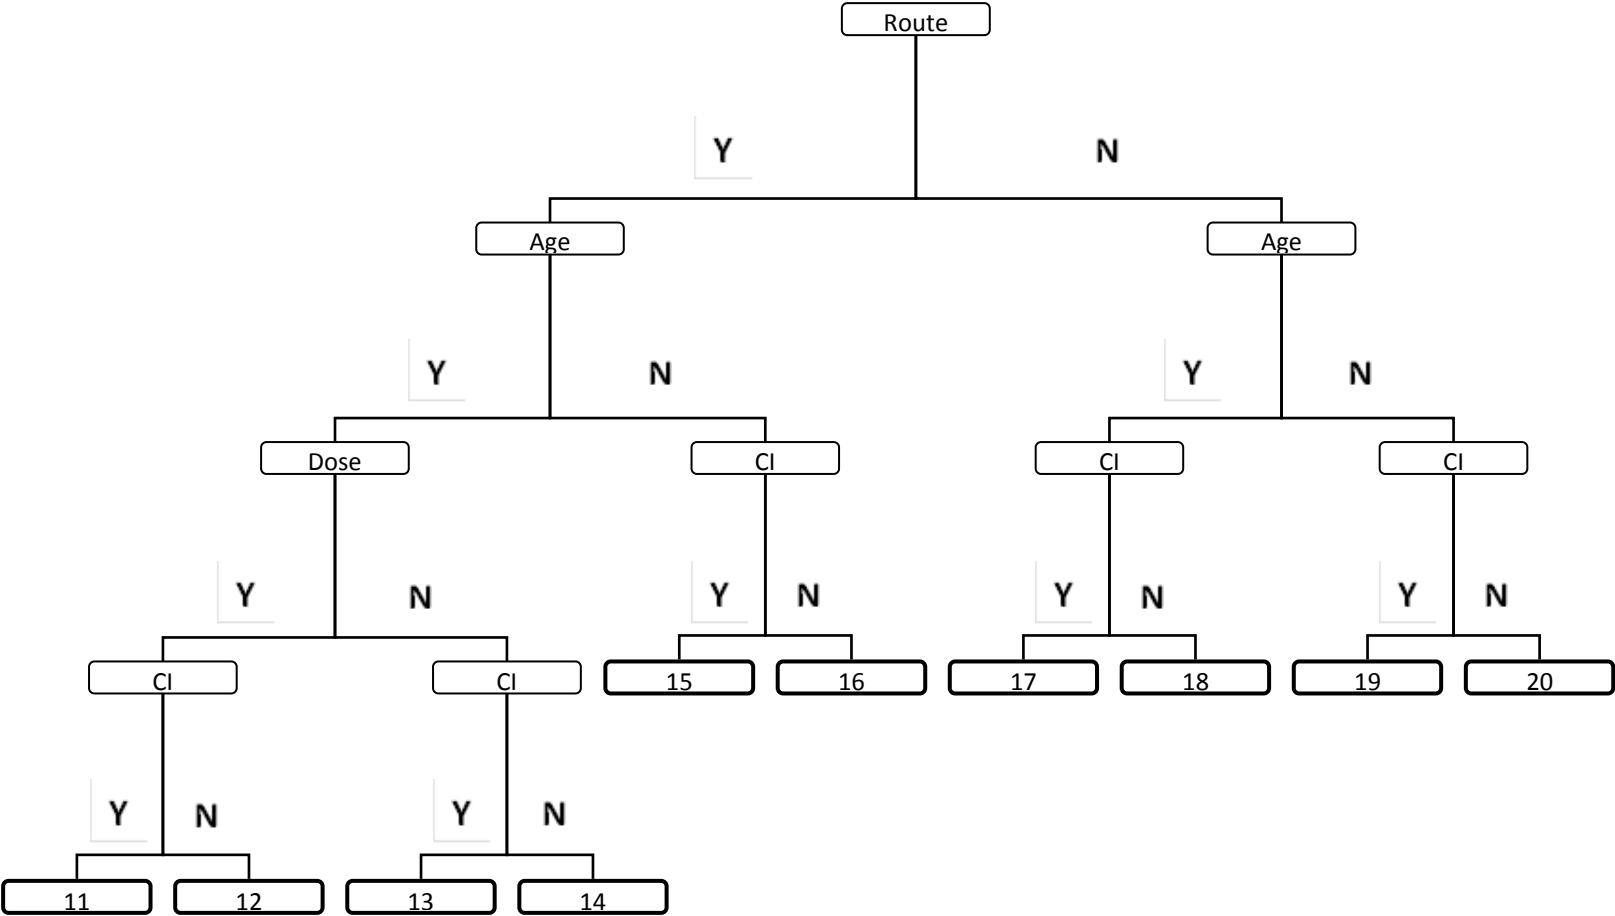 Route
Y N
Age Age
Y N Y N
Dose CI CI CI
Y N Y N Y N Y N
CI CI 15 16 17 18 19 20
Y N Y N
11 12 13 14